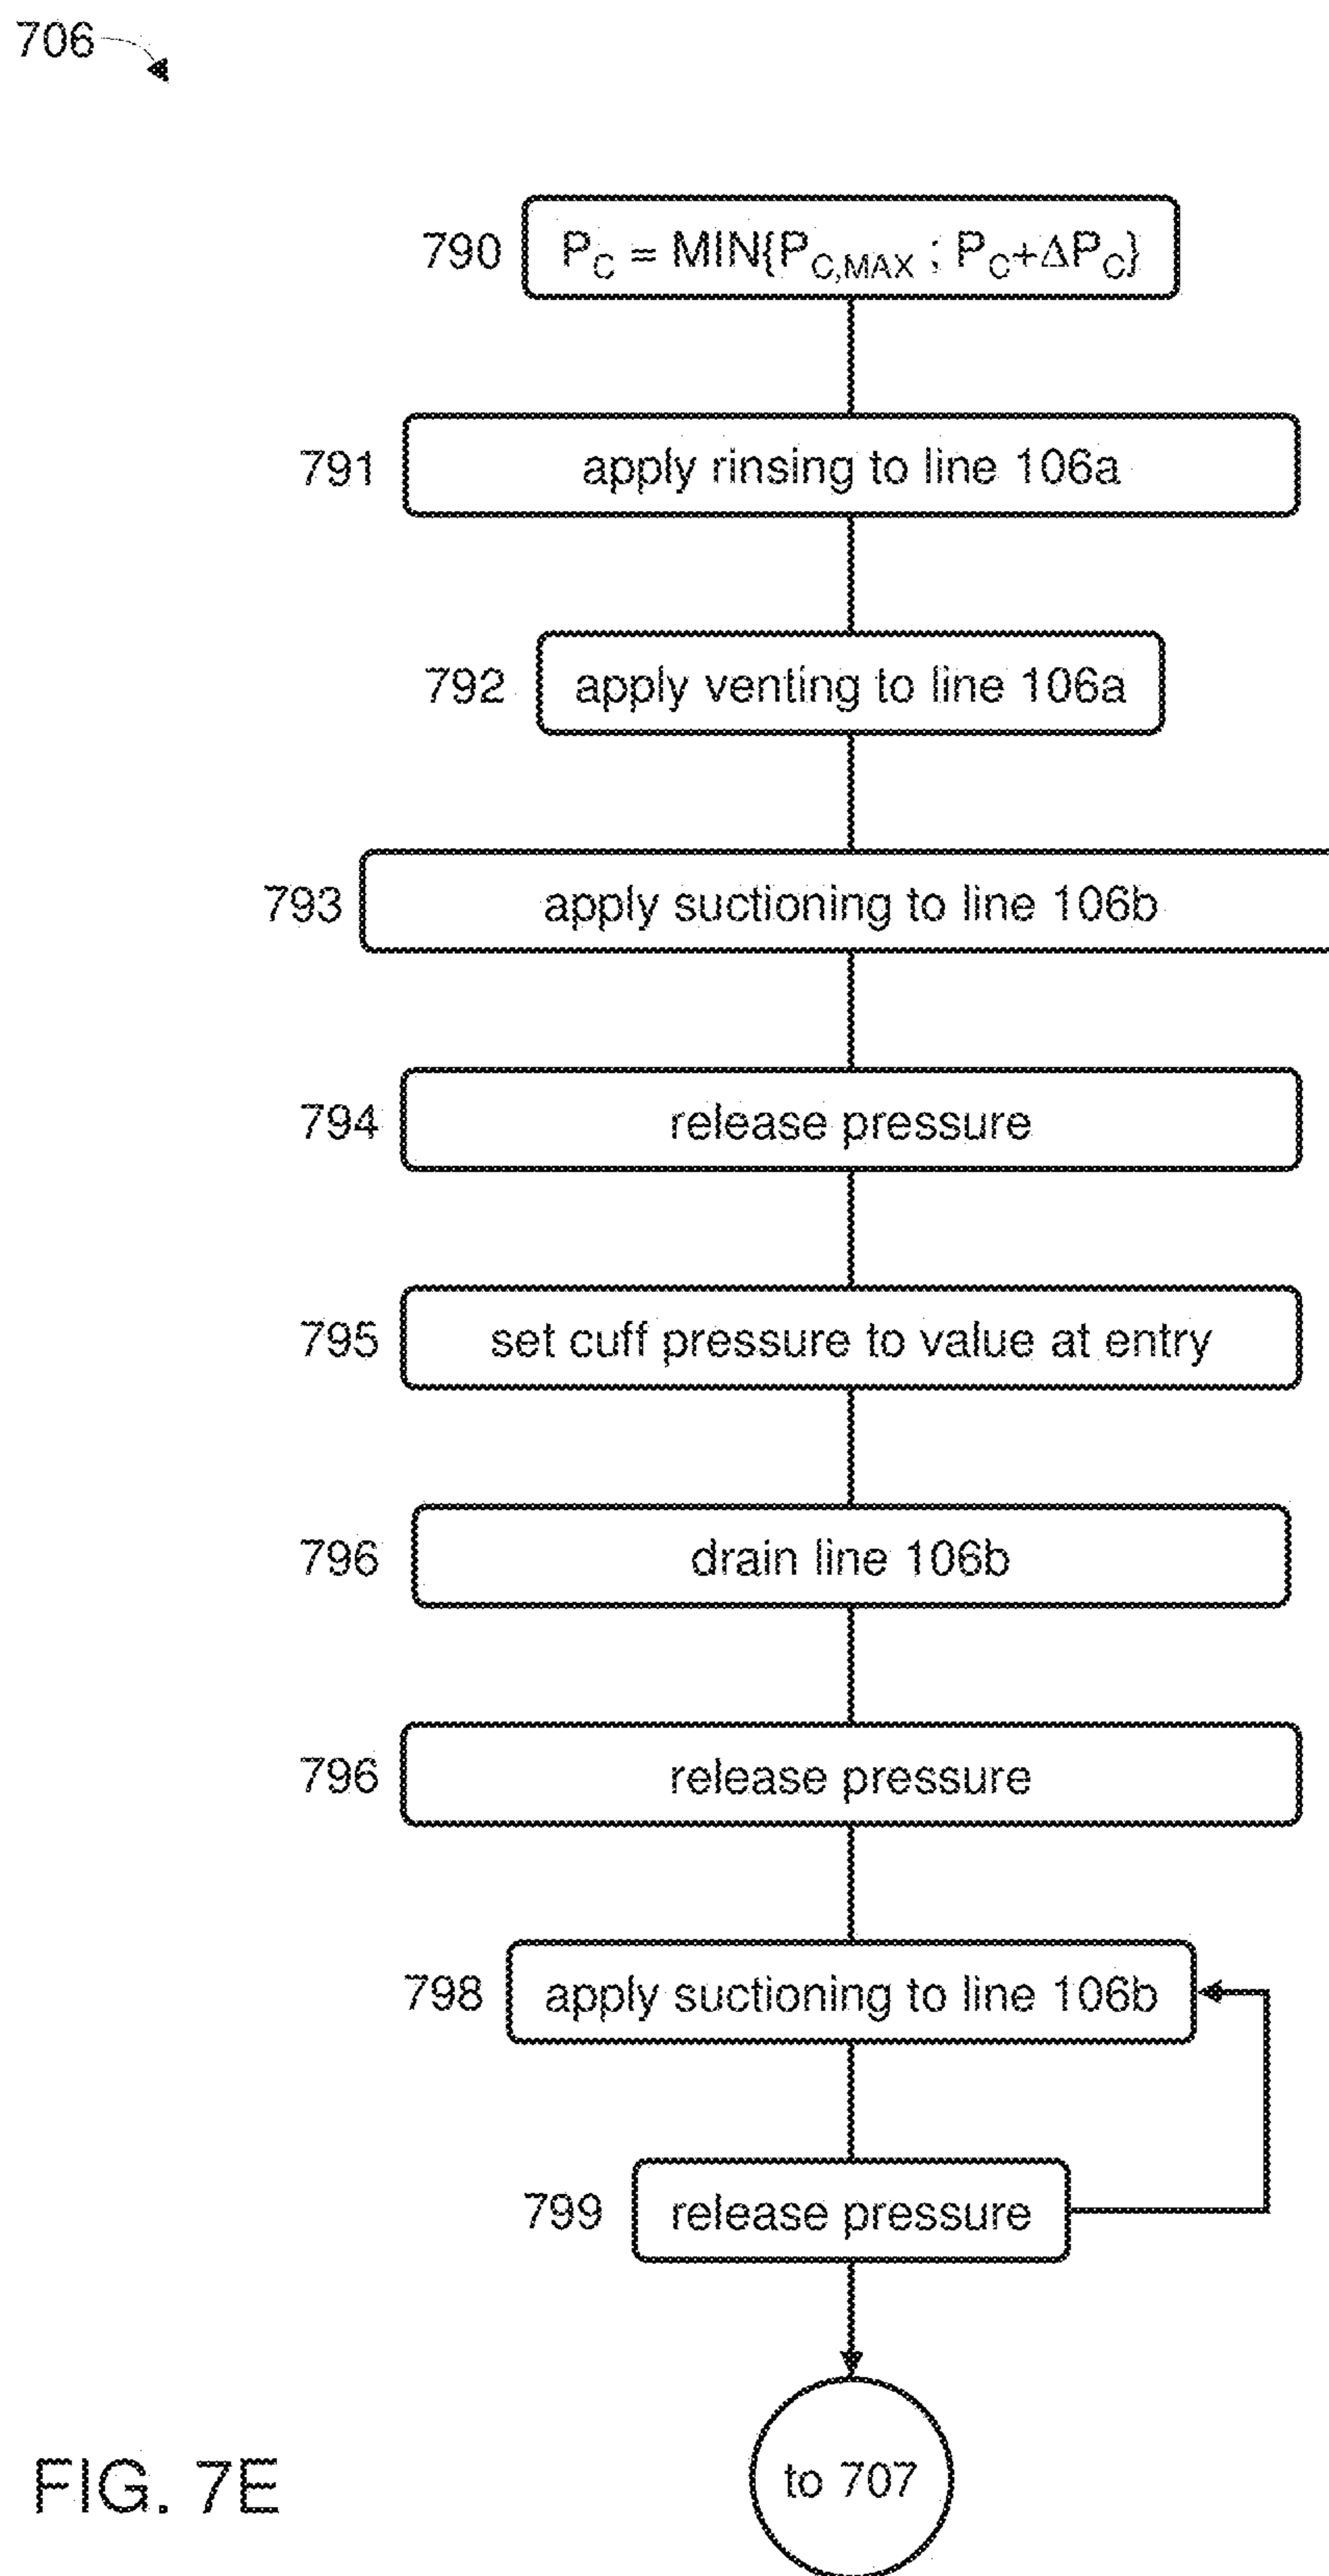 706
790 P_C = MIN{P_C,MAX ; P_C+ΔP_C}
791 apply rinsing to line 106a
792 apply venting to line 106a
793 apply suctioning to line 106b
794 release pressure
795 set cuff pressure to value at entry
796 drain line 106b
796 release pressure
798 apply suctioning to line 106b
799 release pressure
to 707
FIG. 7E